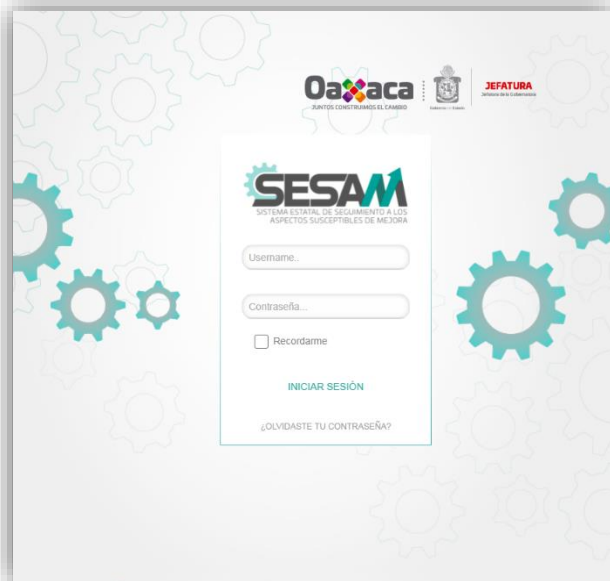 Oaxaca
JUNTOS CONSTRUIMOS EL CAMBIO
JEFATURA
SESAM
SISTEMA ESTATAL DE SEGUIMIENTO A LOS
ASPECTOS SUSCEPTIBLES DE MEJORA
Username..
Contraseña...
Recordarme
INICIAR SESIÓN
¿OLVIDASTE TU CONTRASEÑA?